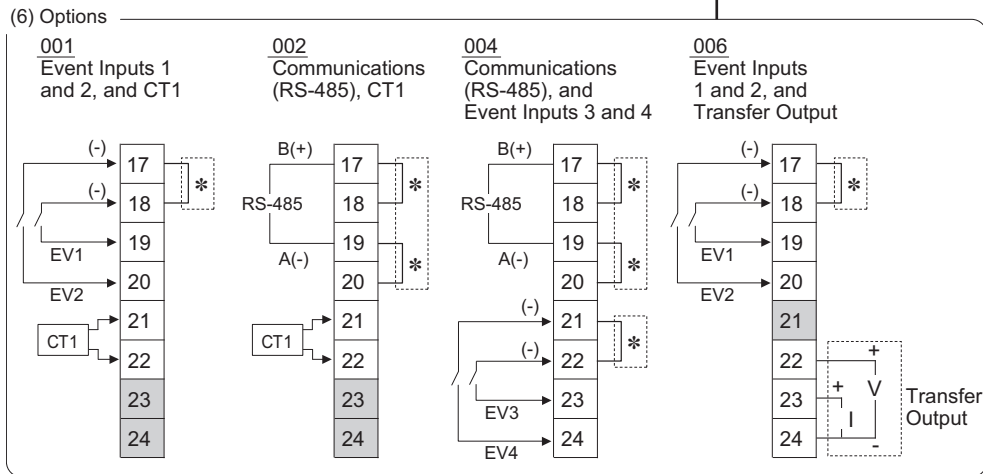 (6) Options
001
Event Inputs 1
and 2, and CT1
(-)
17
*
(-)
18
19
EV1
20
EV2
21
CT1
22
23
24
002
Communications
(RS-485), CT1
B(+)
17
*
18
RS-485
19
A(-)
*
20
21
CT1
22
23
24
004
Communications
(RS-485), and
Event Inputs 3 and 4
B(+)
17
*
18
RS-485
19
A(-)
*
20
(-)
21
*
(-)
22
23
EV3
24
EV4
006
Event Inputs
1 and 2, and
Transfer Output
(-)
17
*
(-)
18
19
EV1
20
EV2
21
22
+
23
+
V
I
24
-
Transfer
Output